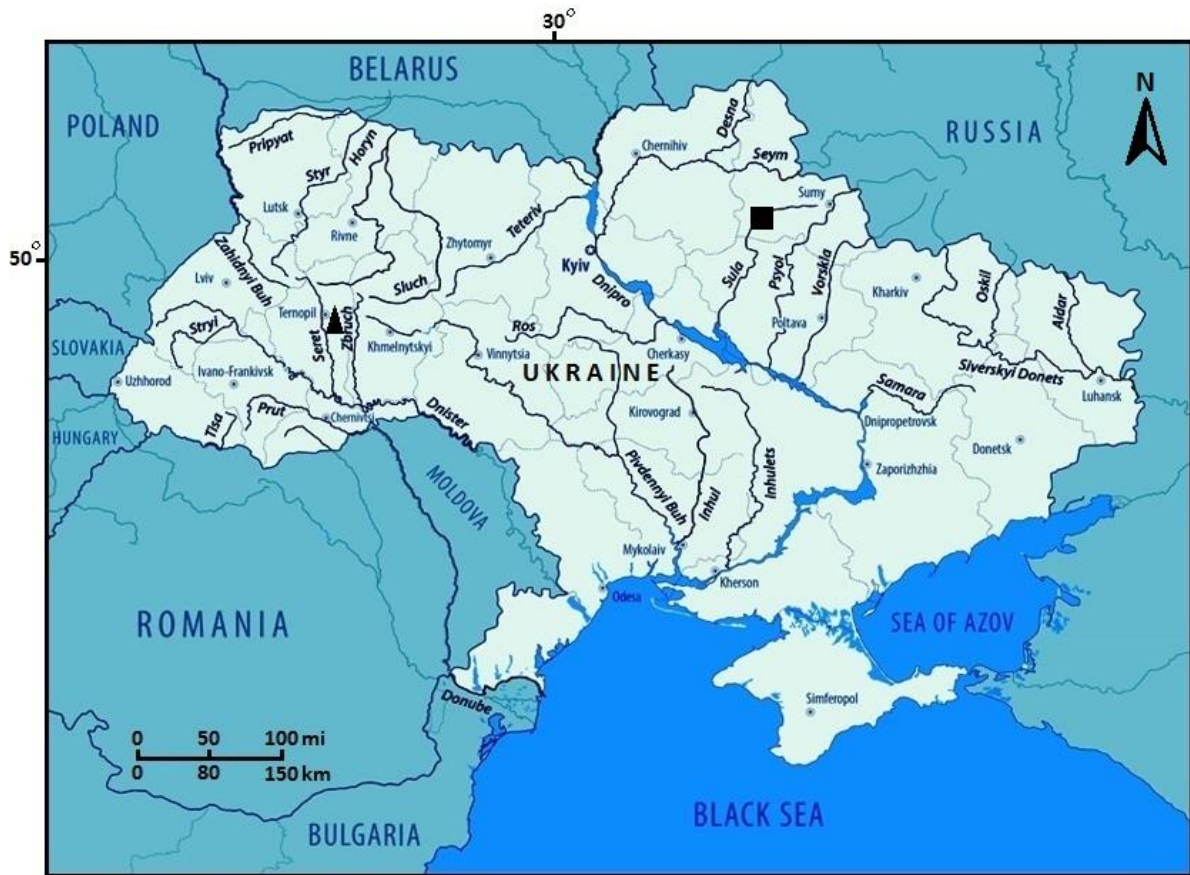 30°
BELARUS
POLAND
RUSSIA
N
Pripyat
Styr
Horyn
Desna
Chernihiv
Seym
Lutsk
Rivne
Sumy
Teteriv
Zhytomyr
50°
Kyiv
Zahidnyi Buh
Lviv
Sluch
Dnipro
Sula
Psyol
Vorskla
Kharkiv
Oskil
Aidar
Ternopil
Stryi
Seret
Zbruch
Khmelnytskyi
Ros
Vinnytsia
Cherkasy
Poltava
SLOVAKIA
Uzhhorod
Ivano-Frankivsk
UKRAINE
Siverskyi Donets
Samara
Luhansk
Tisa
Prut
Chernivtsi
Dnister
Kirovograd
Dnipropetrovsk
Donetsk
HUNGARY
MOLDOVA
Zaporizhzhia
Pivdennyi Buh
Inhul
Inhulets
Mykolaiv
Kherson
Odesa
ROMANIA
SEA OF AZOV
Donube
Simferopol
0 50 100 mi
0 80 150 km
BULGARIA
BLACK SEA